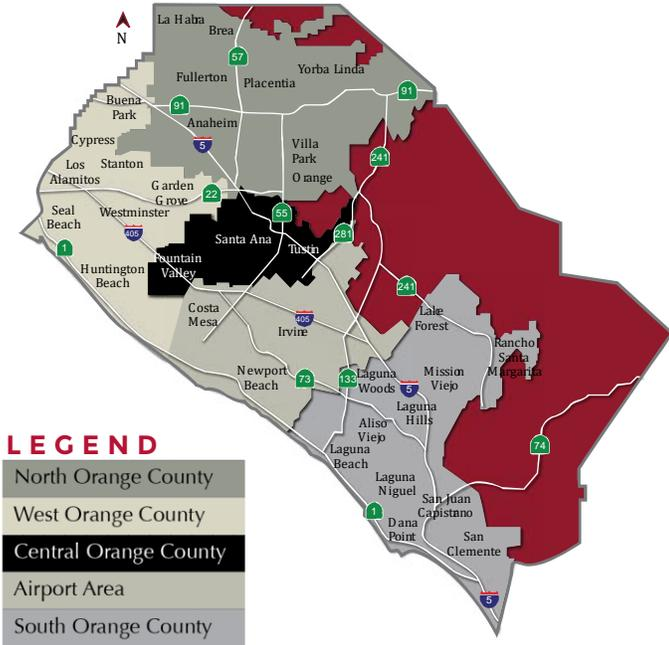 La Habra
Brea
N
57
Yorba Linda
Fullerton
Placentia
91
Buena
Park
91
Anaheim
5
Cypress
Villa
Park
241
Stanton
Los
Alamitos
Orange
Garden
Grove
22
Seal
Beach
Westminster
55
405
281
Santa Ana
Tustin
1
Fountain
Valley
Huntington
Beach
241
Costa
Mesa
405
Lake
Forest
Irvine
Rancho
Santa
Margarita
Newport
Beach
73
133
Laguna
Woods
5
Mission
Viejo
Laguna
Hills
Aliso
Viejo
74
LEGEND
Laguna
Beach
North Orange County
Laguna
Niguel
San Juan
Capistrano
West Orange County
1
Dana
Point
San
Clemente
Central Orange County
Airport Area
5
South Orange County